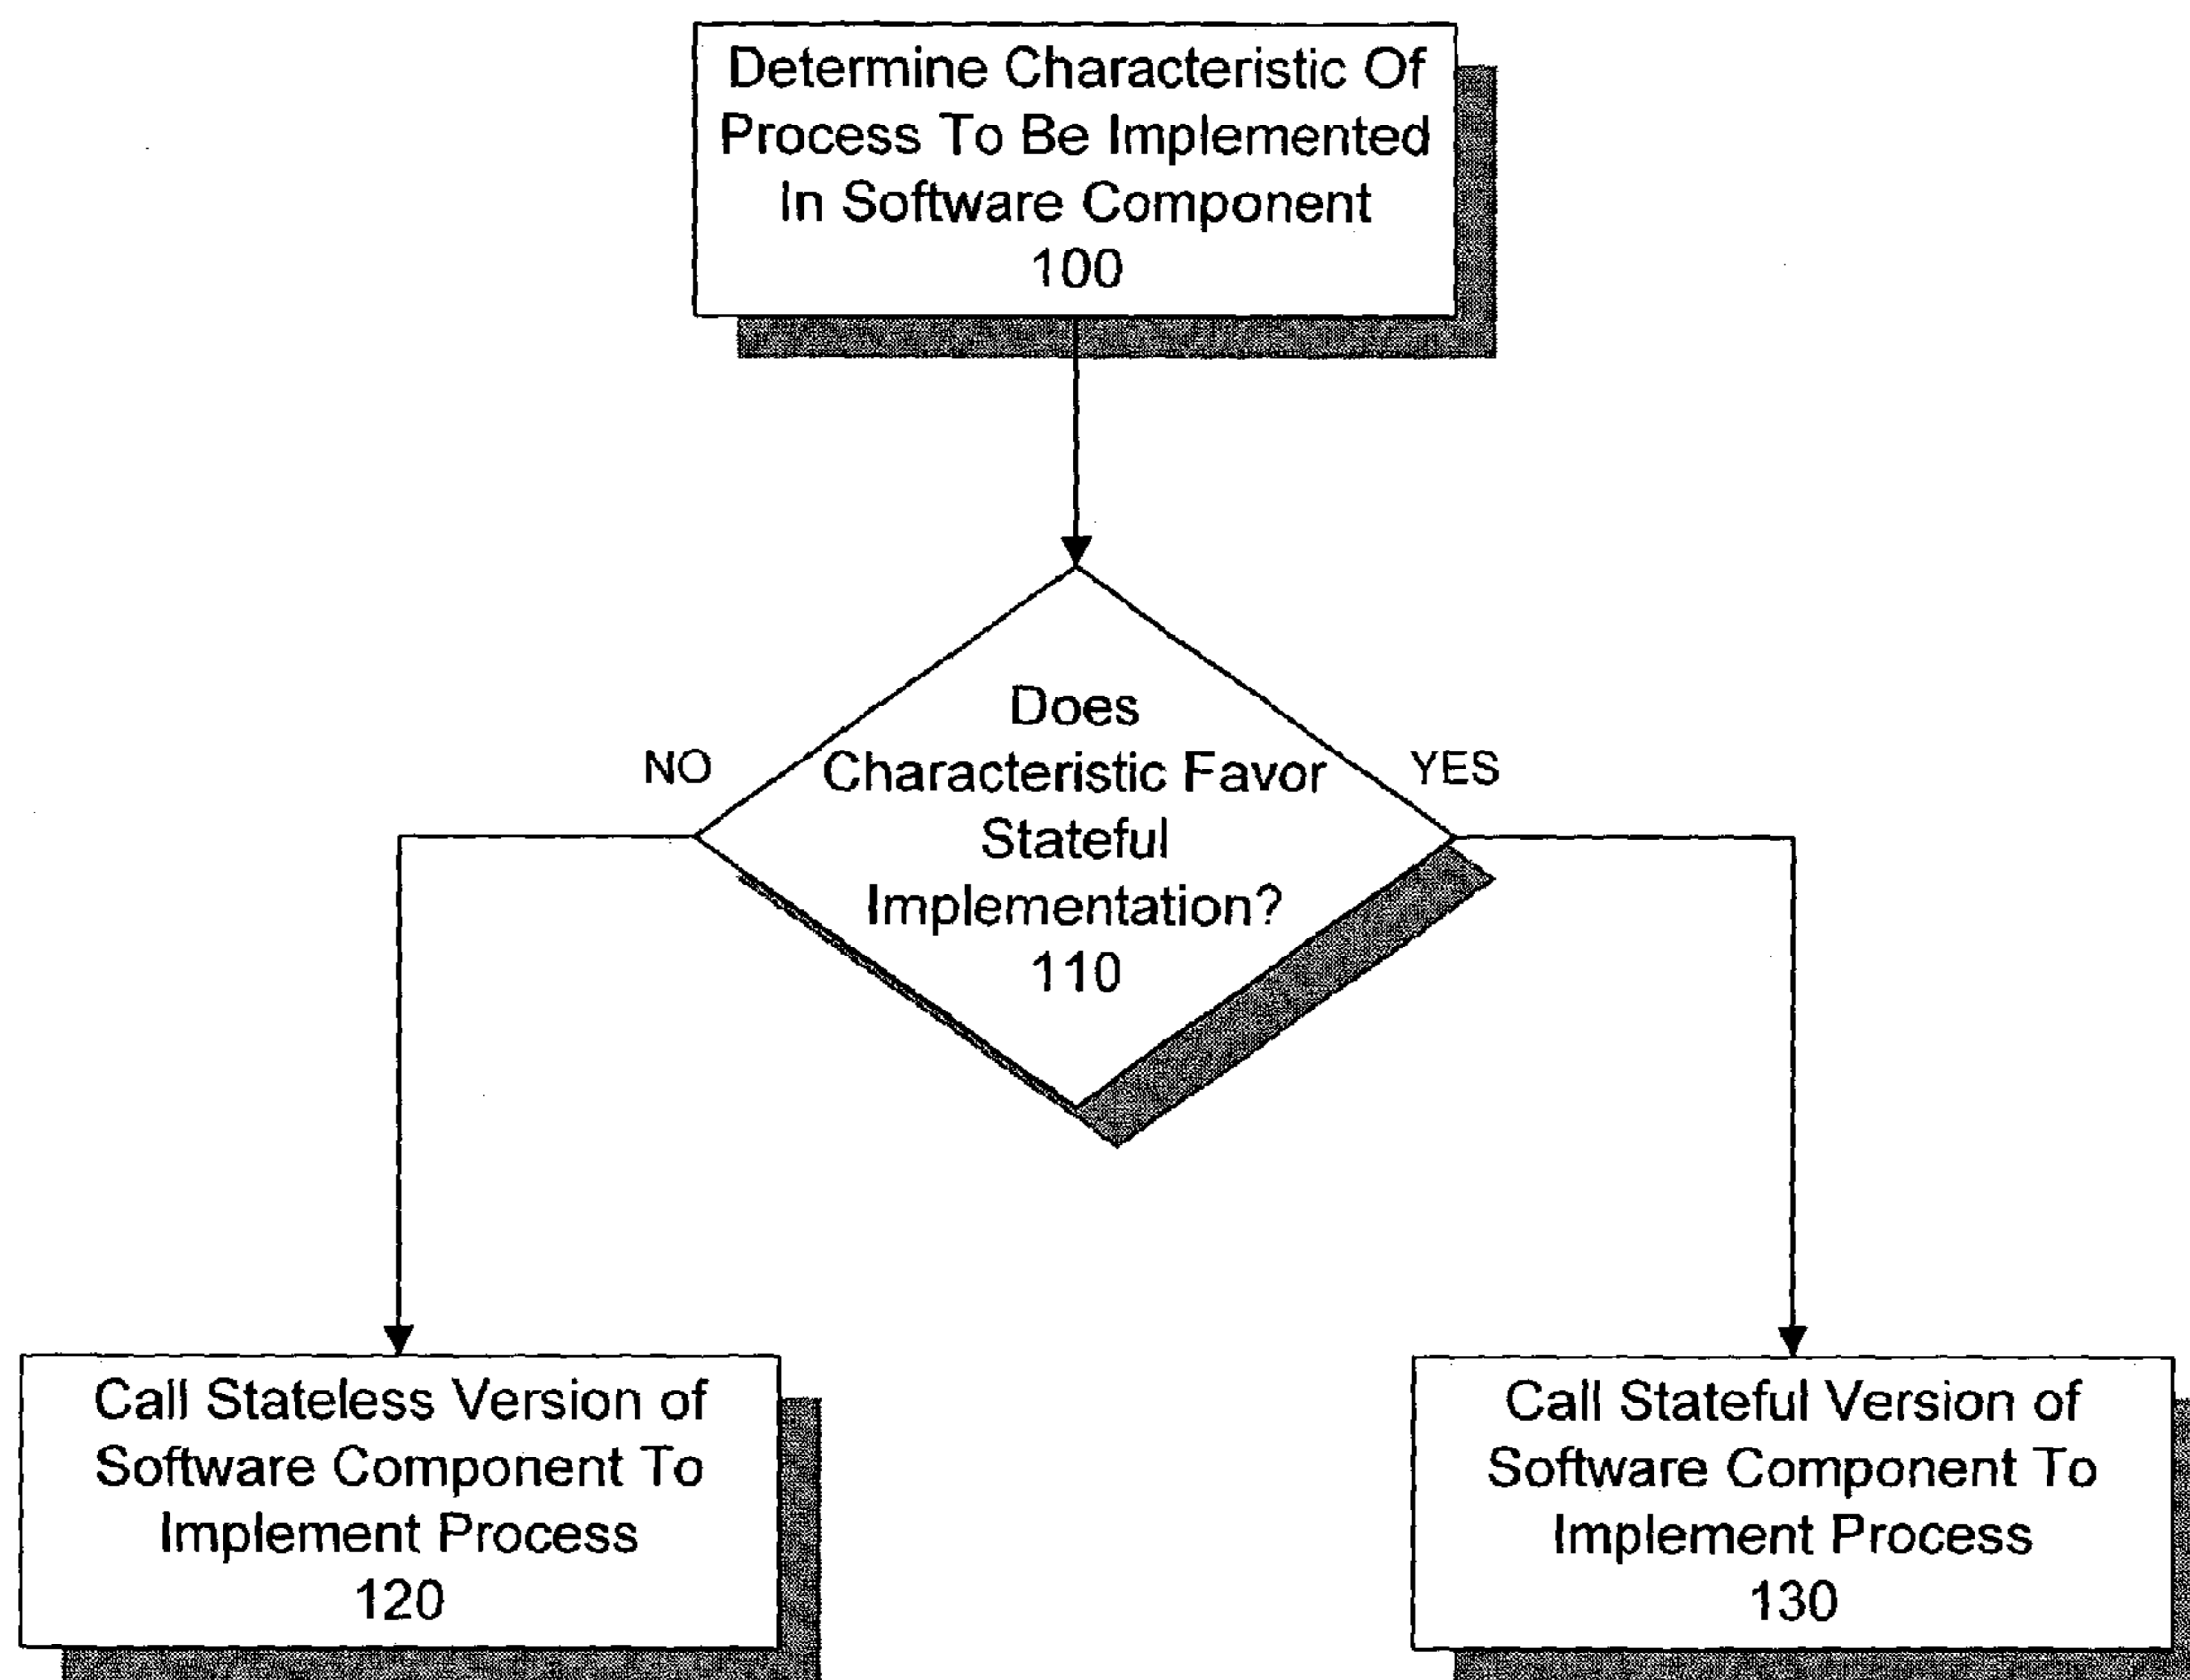 Determine Characteristic Of
Process To Be Implemented
In Software Component
100
Does
NO
Characteristic Favor
YES
Stateful
Implementation?
110
Call Stateless Version of
Software Component To
Implement Process
120
Call Stateful Version of
Software Component To
Implement Process
130